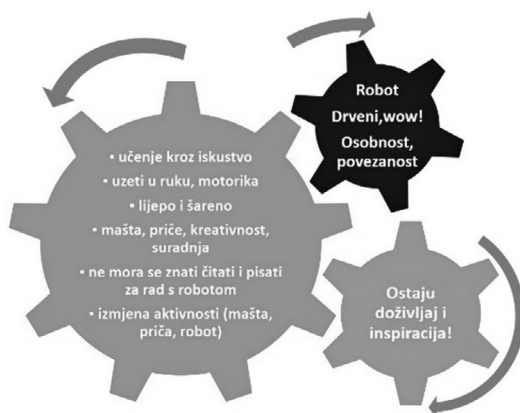 Robot
Drveni,wow!
Osobnost,
povezanost
▪ učenje kroz iskustvo
▪ uzeti u ruku, motorika
▪ lijepo i šareno
▪ mašta, priče, kreativnost,
suradnja
▪ ne mora se znati čitati i pisati
za rad s robotom
▪ izmjena aktivnosti (mašta,
priča, robot)
Ostaju
doživljaj i
inspiracija!